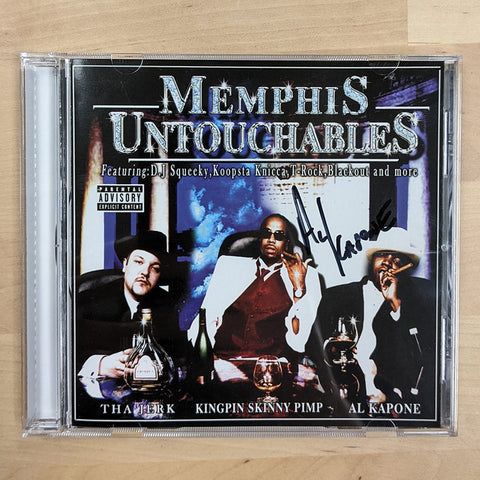 MEMPHIS
UNTOUCHABLES
Featuring:D.J Squeeky,Koopsta Knicca,T-Rock,Blackout and more
PARENTAL
ADVISORY
EXPLICIT CONTENT
Al
KAPONE
THA JERK KINGPIN SKINNY PIMP AL KAPONE